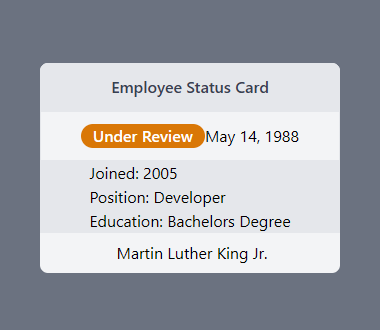 Employee Status Card
Under Review May 14, 1988
Joined: 2005
Position: Developer
Education: Bachelors Degree
Martin Luther King Jr.